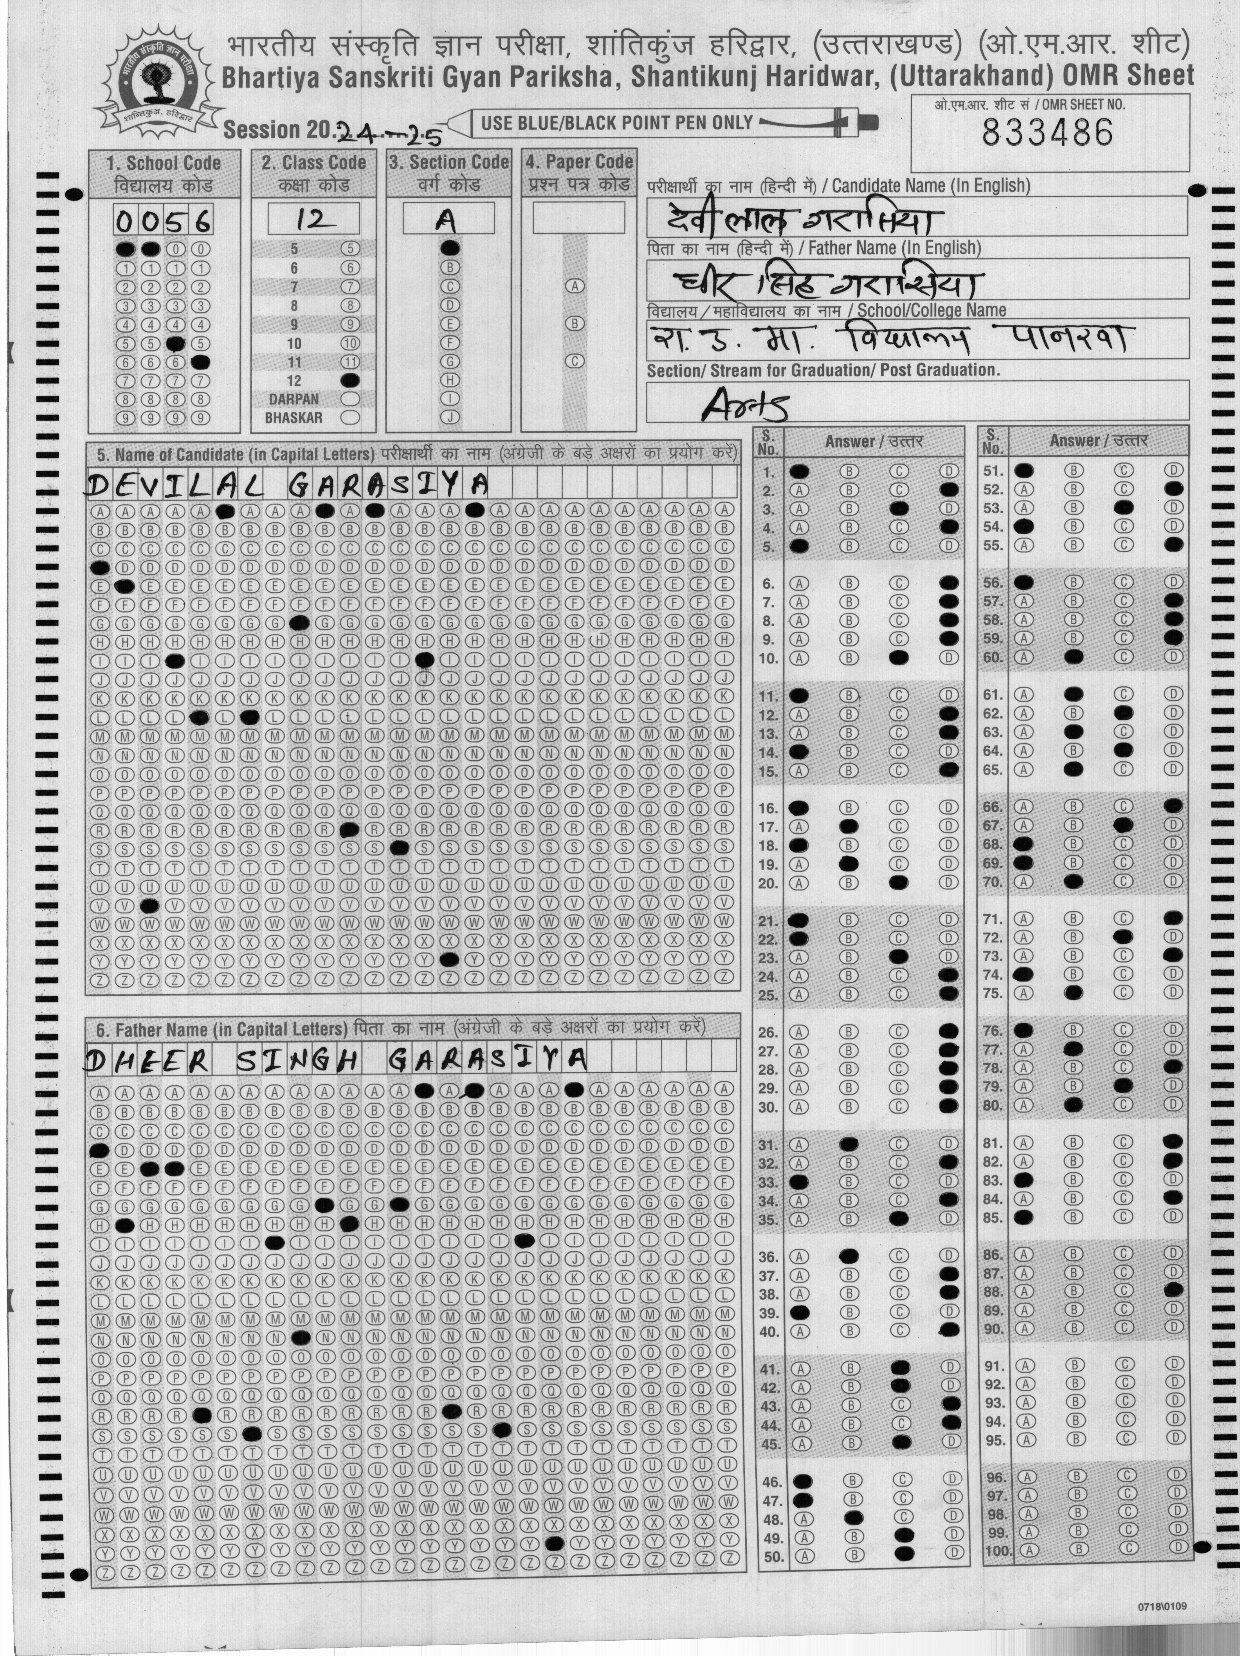 भारतीय संस्कृति ज्ञान परीक्षा, शांतिकुंज हरिद्वार, (उत्तराखण्ड) (ओ.एम.आर. शीट)
Bhartiya Sanskriti Gyan Pariksha, Shantikunj Haridwar, (Uttarakhand) OMR Sheet
Session 20 24-25
USE BLUE/BLACK POINT PEN ONLY
ओ.एम.आर. शीट सं / OMR SHEET NO.
833486
1. School Code
विद्यालय कोड
0056
2. Class Code
कक्षा कोड
12
5
6
7
8
9
10
11
12
DARPAN
BHASKAR
3. Section Code
वर्ग कोड
A
4. Paper Code
प्रश्न पत्र कोड
परीक्षार्थी का नाम (हिन्दी में) / Candidate Name (In English)
देवी लाल गरासिया
पिता का नाम (हिन्दी में) / Father Name (In English)
धीर सिंह गरासिया
विद्यालय / महाविद्यालय का नाम / School/College Name
रा. उ. मा. विद्यालय पानरवा
Section/ Stream for Graduation/ Post Graduation.
Arts
5. Name of Candidate (in Capital Letters) परीक्षार्थी का नाम (अंग्रेजी के बड़े अक्षरों का प्रयोग करें)
DEVILAL GARASIYA
6. Father Name (in Capital Letters) पिता का नाम (अंग्रेजी के बड़े अक्षरों का प्रयोग करें)
DHEER SINGH GARASIYA
S. No. Answer / उत्तर
S. No. Answer / उत्तर
0718\0109